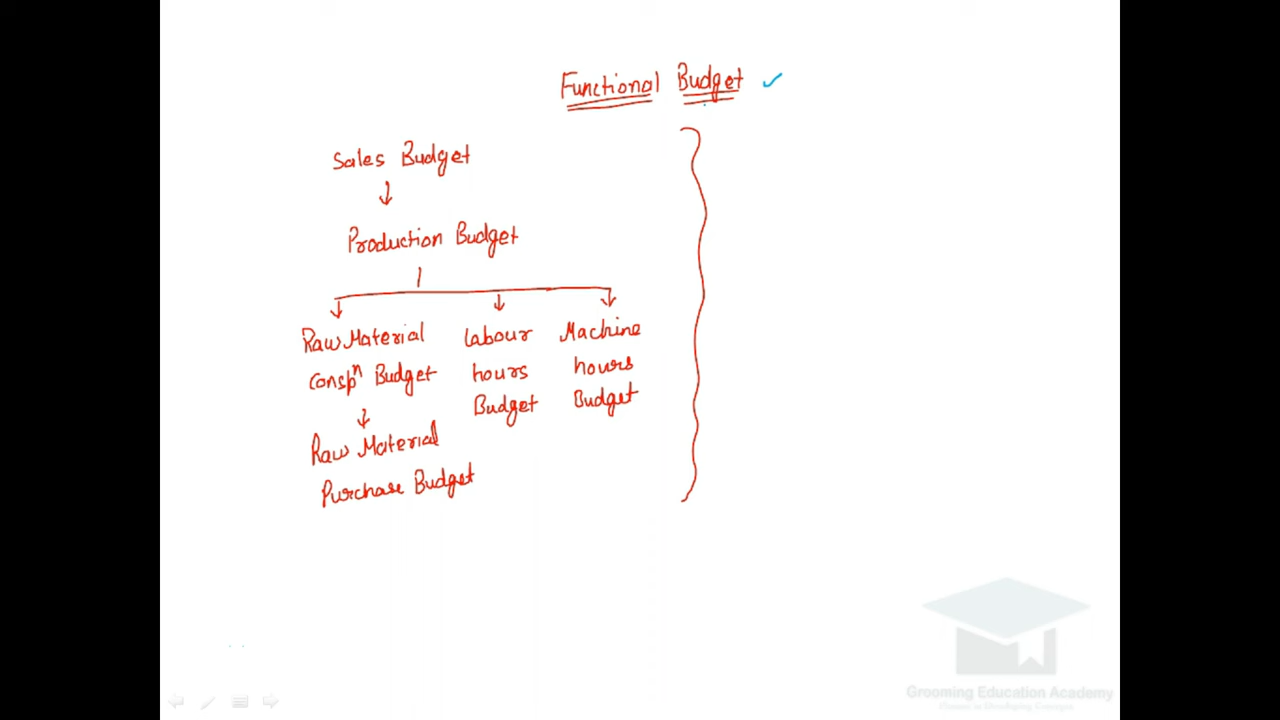 Functional Budget
Sales Budget
Production Budget
Raw Material
Conspn Budget
Labour
hours
Budget
Machine
hours
Budget
Raw Material
Purchase Budget
Grooming Education Academy